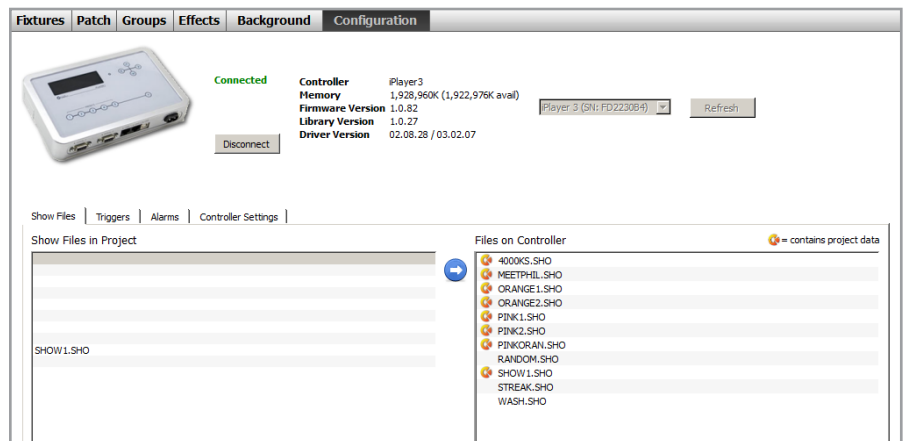 Fixtures Patch Groups Effects Background Configuration
Connected
Controller iPlayer3
Memory 1,928,960K (1,922,976K avail)
Firmware Version 1.0.82
Library Version 1.0.27
Driver Version 02.08.28 / 03.02.07
iPlayer 3 (SN: FD2230B4) Refresh
Disconnect
Show Files Triggers Alarms Controller Settings
Show Files in Project
SHOW1.SHO
Files on Controller = contains project data
4000KS.SHO
MEETPHIL.SHO
ORANGE1.SHO
ORANGE2.SHO
PINK1.SHO
PINK2.SHO
PINKORAN.SHO
RANDOM.SHO
SHOW1.SHO
STREAK.SHO
WASH.SHO